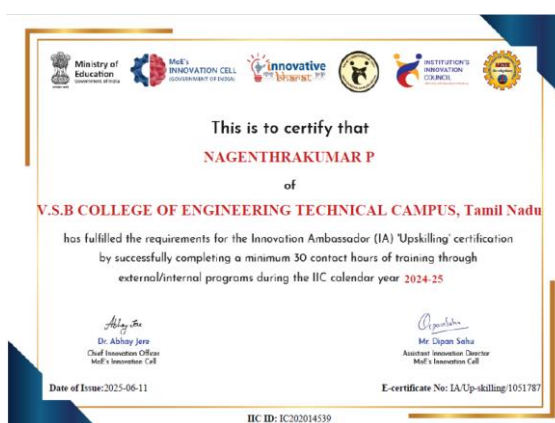 Ministry of
Education
Government of India
MoE's
INNOVATION CELL
(GOVERNMENT OF INDIA)
innovative
bharat
INSTITUTION'S
INNOVATION
COUNCIL
This is to certify that
NAGENTHRAKUMAR P
of
V.S.B COLLEGE OF ENGINEERING TECHNICAL CAMPUS, Tamil Nadu
has fulfilled the requirements for the Innovation Ambassador (IA) 'Upskilling' certification
by successfully completing a minimum 30 contact hours of training through
external/internal programs during the IIC calendar year 2024-25
Dr. Abhay Jere
Chief Innovation Officer
MoE's Innovation Cell
Mr. Dipan Sahu
Assistant Innovation Director
MoE's Innovation Cell
Date of Issue:2025-06-11
E-certificate No: IA/Up-skilling/1051787
IIC ID: IC202014539